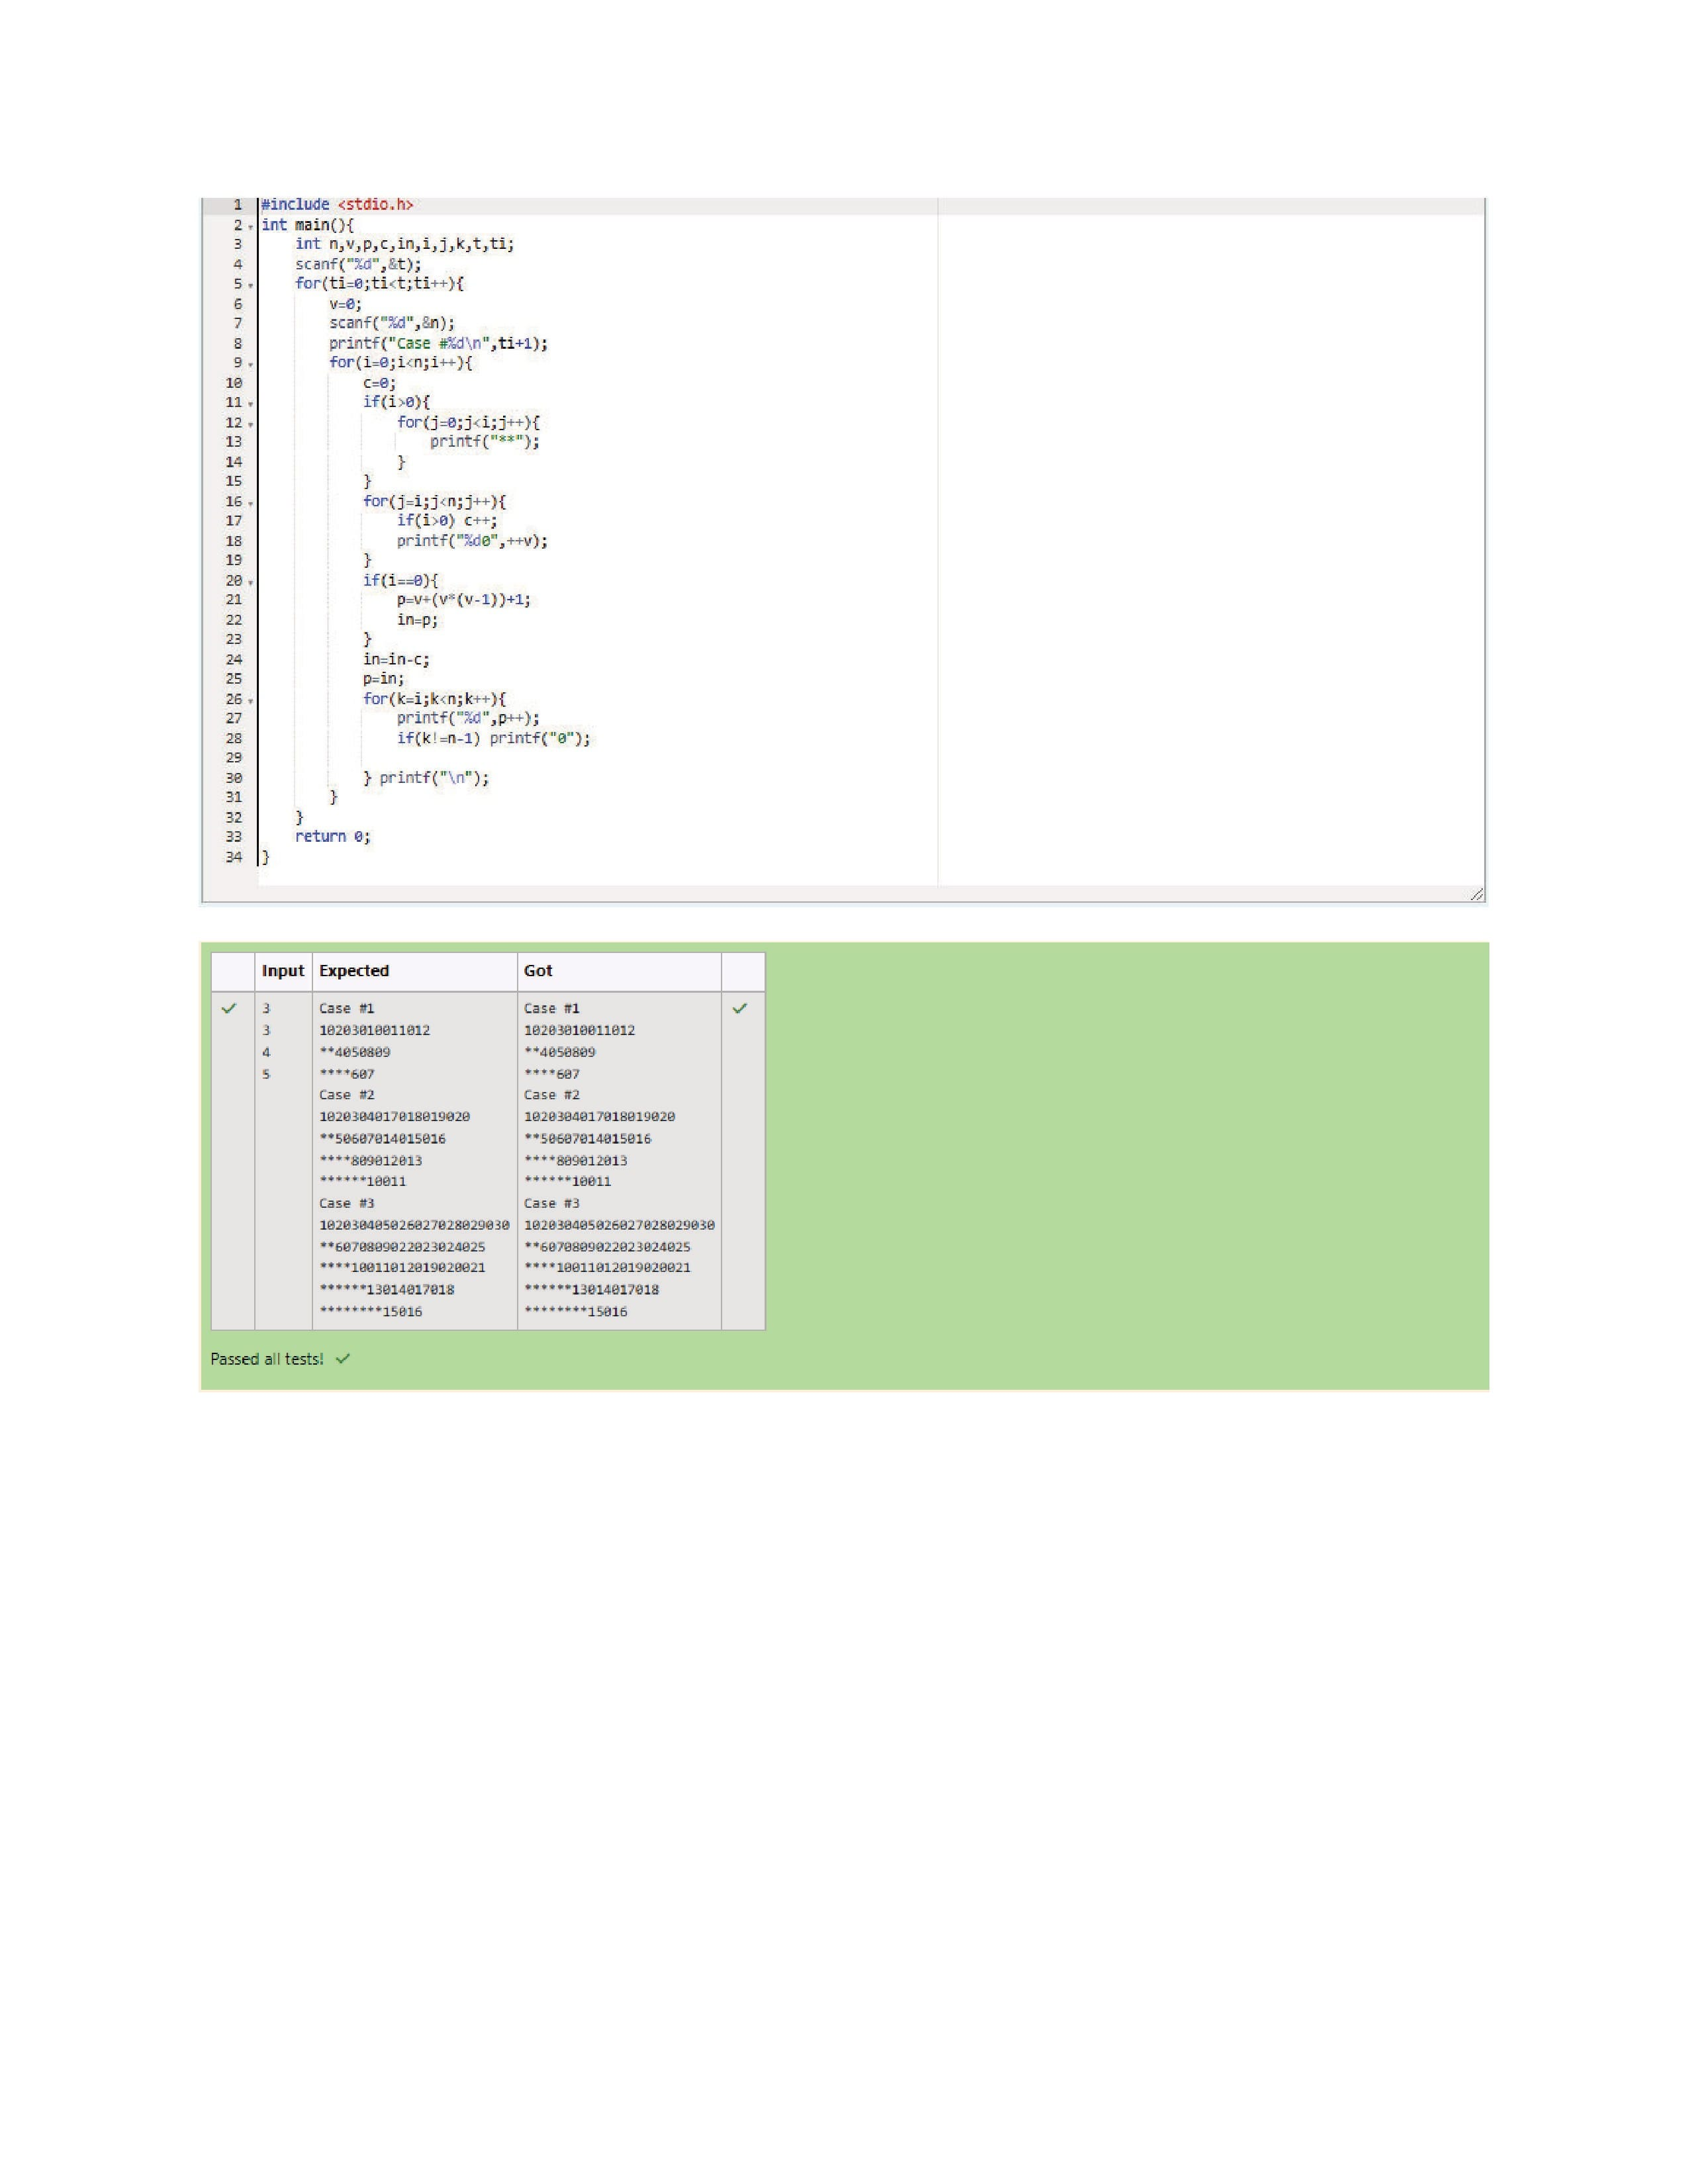 1 #include <stdio.h>
2 int main(){
3 int n,v,p,c,in,i,j,k,t,ti;
4 scanf("%d",&t);
5 for(ti=0;ti<t;ti++){
6 v=0;
7 scanf("%d",&n);
8 printf("Case #%d\n",ti+1);
9 for(i=0;i<n;i++){
10 c=0;
11 if(i>0){
12 for(j=0;j<i;j++){
13 printf("**");
14 }
15 }
16 for(j=i;j<n;j++){
17 if(i>0) c++;
18 printf("%d0",++v);
19 }
20 if(i==0){
21 p=v+(v*(v-1))+1;
22 in=p;
23 }
24 in=in-c;
25 p=in;
26 for(k=i;k<n;k++){
27 printf("%d",p++);
28 if(k!=n-1) printf("0");
29
30 } printf("\n");
31 }
32 }
33 return 0;
34 }
Input Expected Got
3 Case #1 Case #1
3 10203010011012 10203010011012
4 **4050809 **4050809
5 ****607 ****607
Case #2 Case #2
1020304017018019020 1020304017018019020
**50607014015016 **50607014015016
****809012013 ****809012013
******10011 ******10011
Case #3 Case #3
102030405026027028029030 102030405026027028029030
**6070809022023024025 **6070809022023024025
****10011012019020021 ****10011012019020021
******13014017018 ******13014017018
********15016 ********15016
Passed all tests!